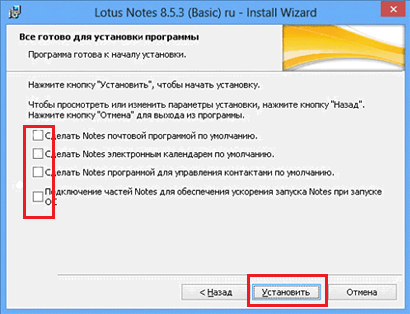 Lotus Notes 8.5.3 (Basic) ru - Install Wizard
Все готово для установки программы
Программа готова к началу установки.
Нажмите кнопку "Установить", чтобы начать установку.
Чтобы просмотреть или изменить параметры установки, нажмите кнопку "Назад".
Нажмите кнопку "Отмена" для выхода из программы.
Сделать Notes почтовой программой по умолчанию.
Сделать Notes электронным календарем по умолчанию.
Сделать Notes программой для управления контактами по умолчанию.
Подключение частей Notes для обеспечения ускорения запуска Notes при запуске
ОС
< Назад Установить Отмена